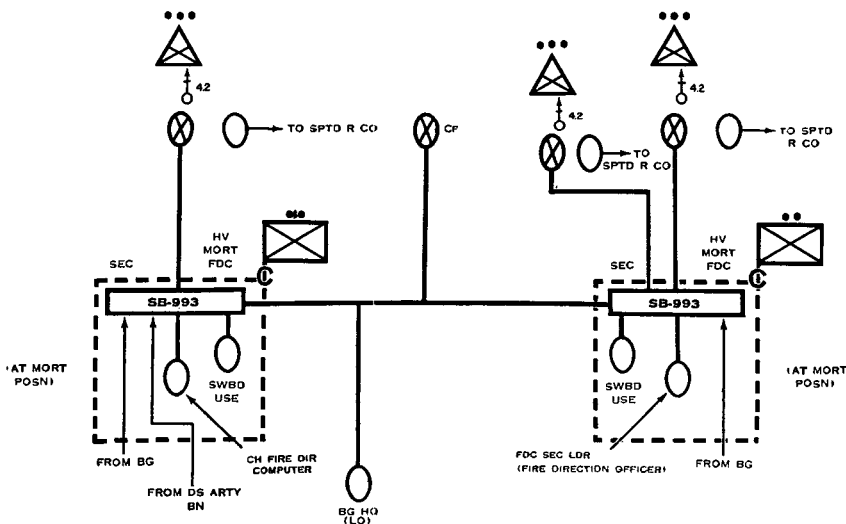 4.2
TO SPTD R CO
CP
4.2
TO
SPTD R CO
4.2
TO SPTD
R CO
SEC
HV
MORT
FDC
C
SB-993
(AT MORT
POSN)
SWBD
USE
FROM BG
FROM DS ARTY
BN
CH FIRE DIR
COMPUTER
BG HQ
(LO)
SEC
HV
MORT
FDC
C
SB-993
SWBD
USE
(AT MORT
POSN)
FDC SEC LDR
(FIRE DIRECTION OFFICER)
FROM BG